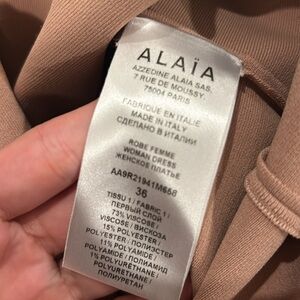 ALAÏA
AZZEDINE ALAÏA SAS.
7 RUE DE MOUSSY.
75004 PARIS
FABRIQUE EN ITALIE
MADE IN ITALY
СДЕЛАНО В ИТАЛИИ
ROBE FEMME
WOMAN DRESS
ЖЕНСКОЕ ПЛАТЬЕ
AA9R21941M658
36
TISSU 1 / FABRIC 1 /
ПЕРВЫЙ СЛОЙ
73% VISCOSE /
VISCOSE / ВИСКОЗА
15% POLYESTER /
POLYESTER / ПОЛИЭСТЕР
11% POLYAMIDE /
POLYAMIDE / ПОЛИАМИД
1% POLYURETHANE /
POLYURETHANE /
ПОЛИУРЕТАН